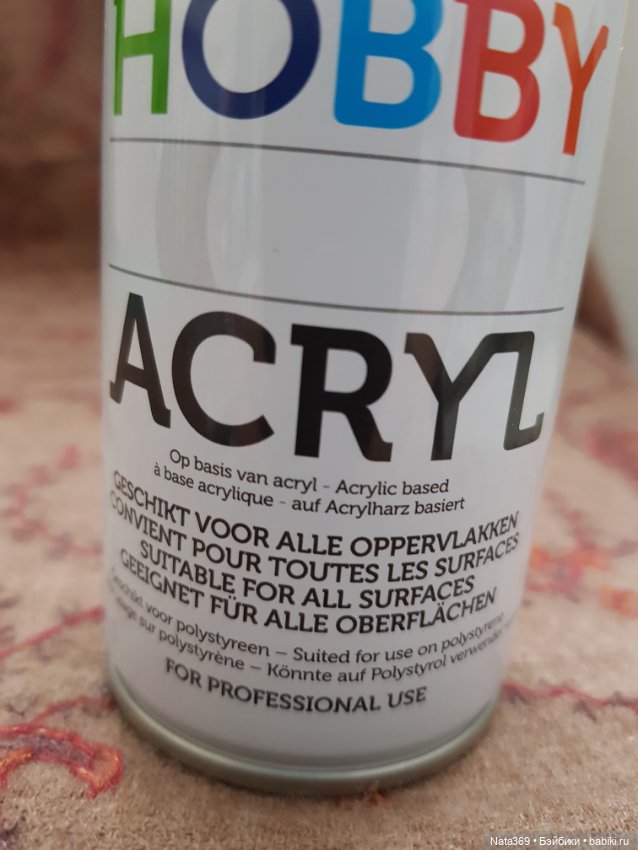 HOBBY
ACRYL
Op basis van acryl - Acrylic based
à base acrylique - auf Acrylharz basiert
GESCHIKT VOOR ALLE OPPERVLAKKEN
CONVIENT POUR TOUTES LES SURFACES
SUITABLE FOR ALL SURFACES
GEEIGNET FÜR ALLE OBERFLÄCHEN
Geschikt voor polystyreen – Suited for use on polystyrene
sur polystyrène – Könnte auf Polystyrol
FOR PROFESSIONAL USE
Nata369 • Бэйбики • babiki.ru